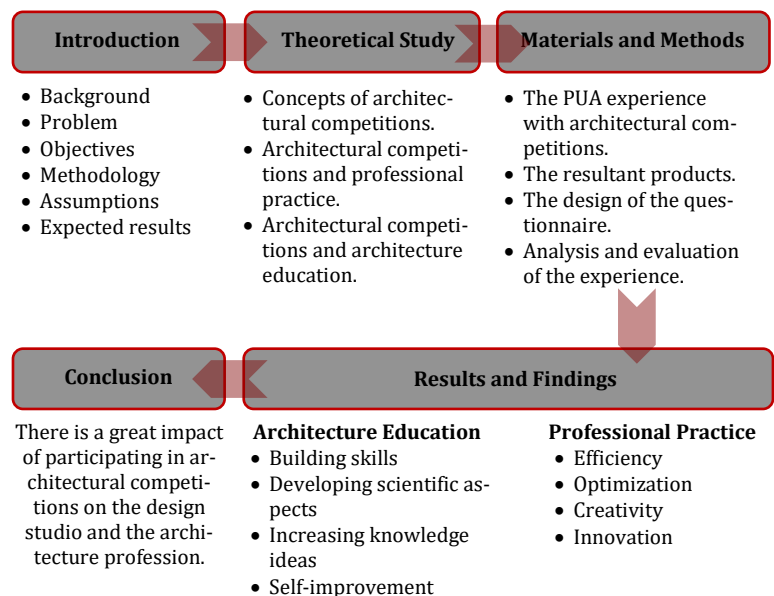 Introduction
Theoretical Study
Materials and Methods
• Background
• Problem
• Objectives
• Methodology
• Assumptions
• Expected results
• Concepts of architec-
tural competitions.
• Architectural competi-
tions and professional
practice.
• Architectural competi-
tions and architecture
education.
• The PUA experience
with architectural com-
petitions.
• The resultant products.
• The design of the ques-
tionnaire.
• Analysis and evaluation
of the experience.
Conclusion
Results and Findings
There is a great impact
of participating in ar-
chitectural competi-
tions on the design
studio and the archi-
tecture profession.
Architecture Education
• Building skills
• Developing scientific as-
pects
• Increasing knowledge
ideas
• Self-improvement
Professional Practice
• Efficiency
• Optimization
• Creativity
• Innovation